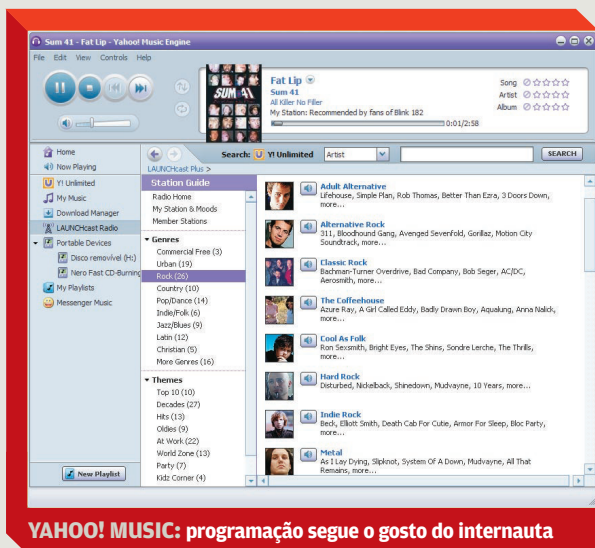 Sum 41 - Fat Lip - Yahoo! Music Engine
File Edit View Controls Help
SUM 41
Fat Lip
Sum 41
All Killer No Filler
My Station: Recommended by fans of Blink 182
0:01/2:58
Song
Artist
Album
Home
Now Playing
Y! Unlimited
My Music
Download Manager
LAUNCHcast Radio
Portable Devices
Disco removível (H:)
Nero Fast CD-Burning
My Playlists
Messenger Music
New Playlist
Search: Y! Unlimited Artist SEARCH
LAUNCHcast Plus >
Station Guide
Radio Home
My Station & Moods
Member Stations
Genres
Commercial Free (3)
Urban (19)
Rock (26)
Country (10)
Pop/Dance (14)
Indie/Folk (6)
Jazz/Blues (9)
Latin (12)
Christian (5)
More Genres (16)
Themes
Top 10 (10)
Decades (27)
Hits (13)
Oldies (9)
At Work (22)
World Zone (13)
Party (7)
Kidz Corner (4)
Adult Alternative
Lifehouse, Simple Plan, Rob Thomas, Better Than Ezra, 3 Doors Down,
more...
Alternative Rock
311, Bloodhound Gang, Avenged Sevenfold, Gorillaz, Motion City
Soundtrack, more...
Classic Rock
Bachman-Turner Overdrive, Bad Company, Bob Seger, AC/DC,
Aerosmith, more...
The Coffeehouse
Azure Ray, A Girl Called Eddy, Badly Drawn Boy, Aqualung, Anna Nalick,
more...
Cool As Folk
Ron Sexsmith, Bright Eyes, The Shins, Sondre Lerche, The Thrills,
more...
Hard Rock
Disturbed, Nickelback, Shinedown, Mudvayne, 10 Years, more...
Indie Rock
Beck, Elliott Smith, Death Cab For Cutie, Armor For Sleep, Bloc Party,
more...
Metal
As I Lay Dying, Slipknot, System Of A Down, Mudvayne, All That
Remains, more...
YAHOO! MUSIC: programação segue o gosto do internauta